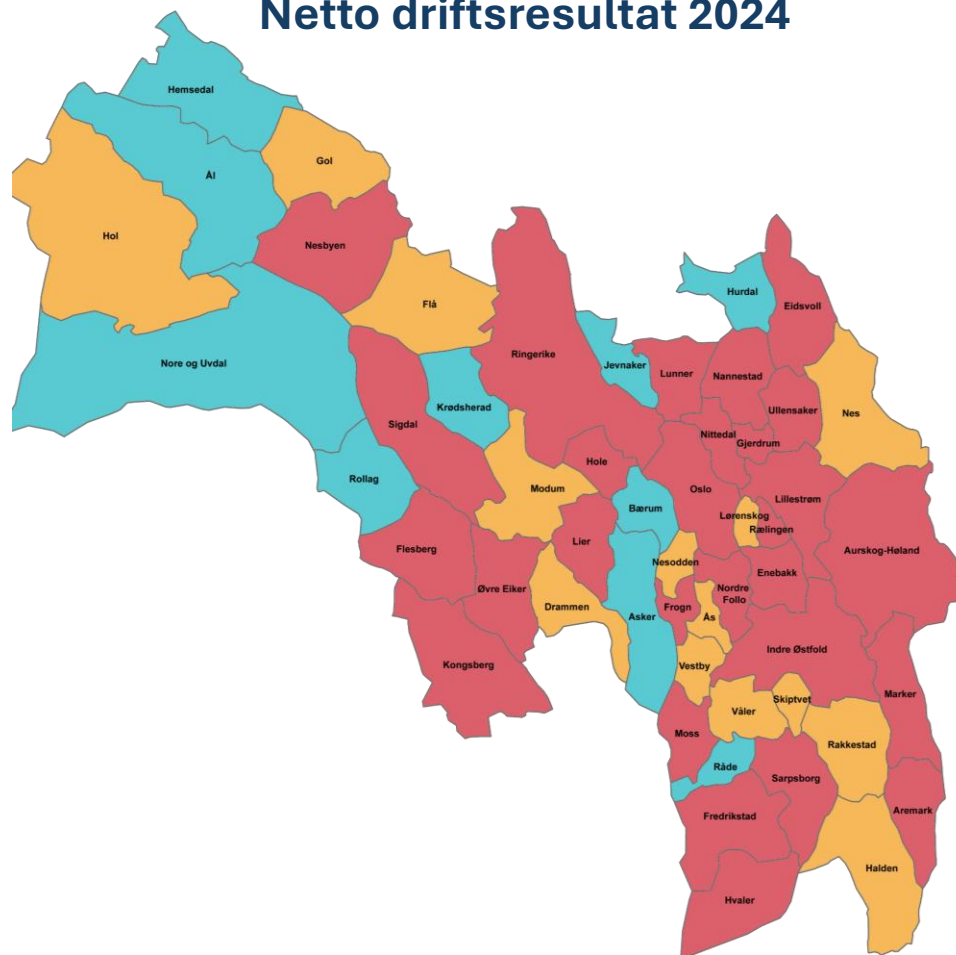 Netto driftsresultat 2024
Hemsedal
Gol
Ål
Hol
Nesbyen
Flå
Hurdal
Eidsvoll
Ringerike
Nore og Uvdal
Jevnaker
Lunner
Nannestad
Krødsherad
Ullensaker
Nes
Sigdal
Nittedal
Gjerdrum
Hole
Rollag
Modum
Oslo
Lillestrøm
Bærum
Lørenskog
Rælingen
Lier
Flesberg
Aurskog-Høland
Nesodden
Enebakk
Øvre Eiker
Nordre
Follo
Drammen
Frogn
Asker
Ås
Indre Østfold
Kongsberg
Vestby
Marker
Skiptvet
Våler
Moss
Rakkestad
Råde
Sarpsborg
Aremark
Fredrikstad
Halden
Hvaler